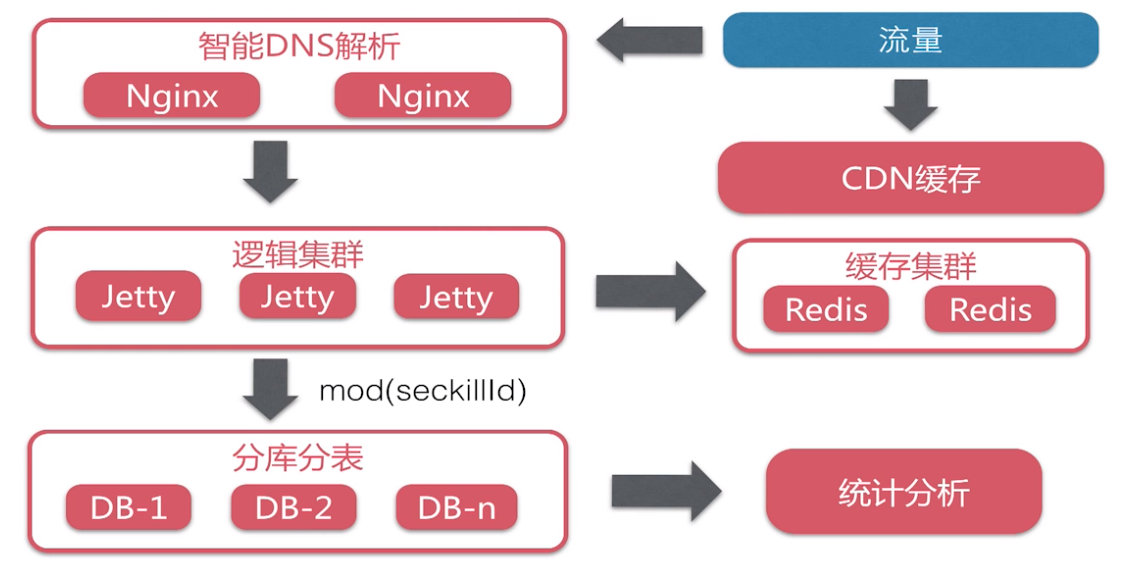 智能DNS解析
Nginx
Nginx
流量
CDN缓存
逻辑集群
Jetty
Jetty
Jetty
缓存集群
Redis
Redis
mod(seckillId)
分库分表
DB-1
DB-2
DB-n
统计分析